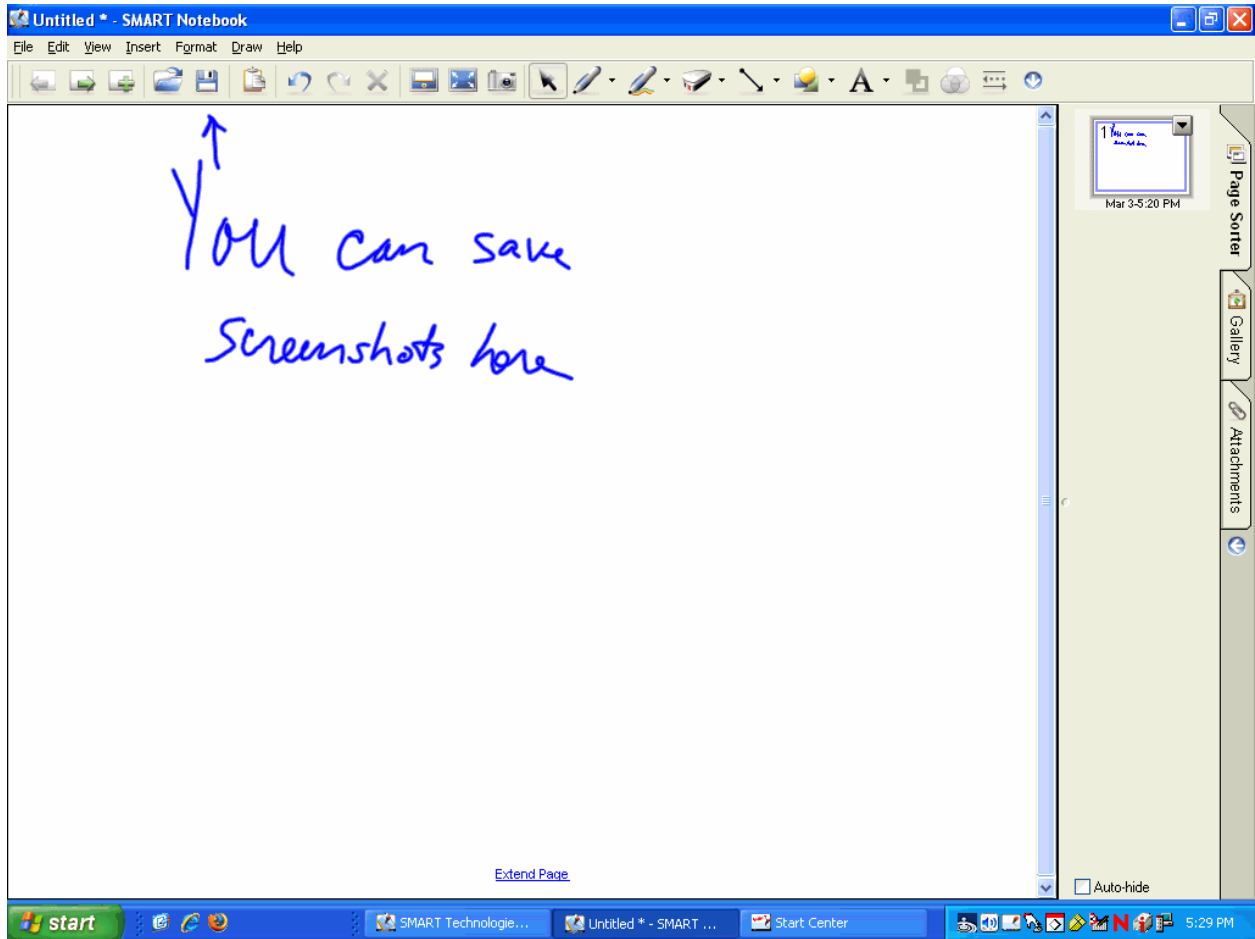 Untitled * - SMART Notebook
File Edit View Insert Format Draw Help
You can save
Screenshots here
1
Mar 3-5:20 PM
Page Sorter
Gallery
Attachments
Extend Page
Auto-hide
start
SMART Technologie...
Untitled * - SMART ...
Start Center
5:29 PM